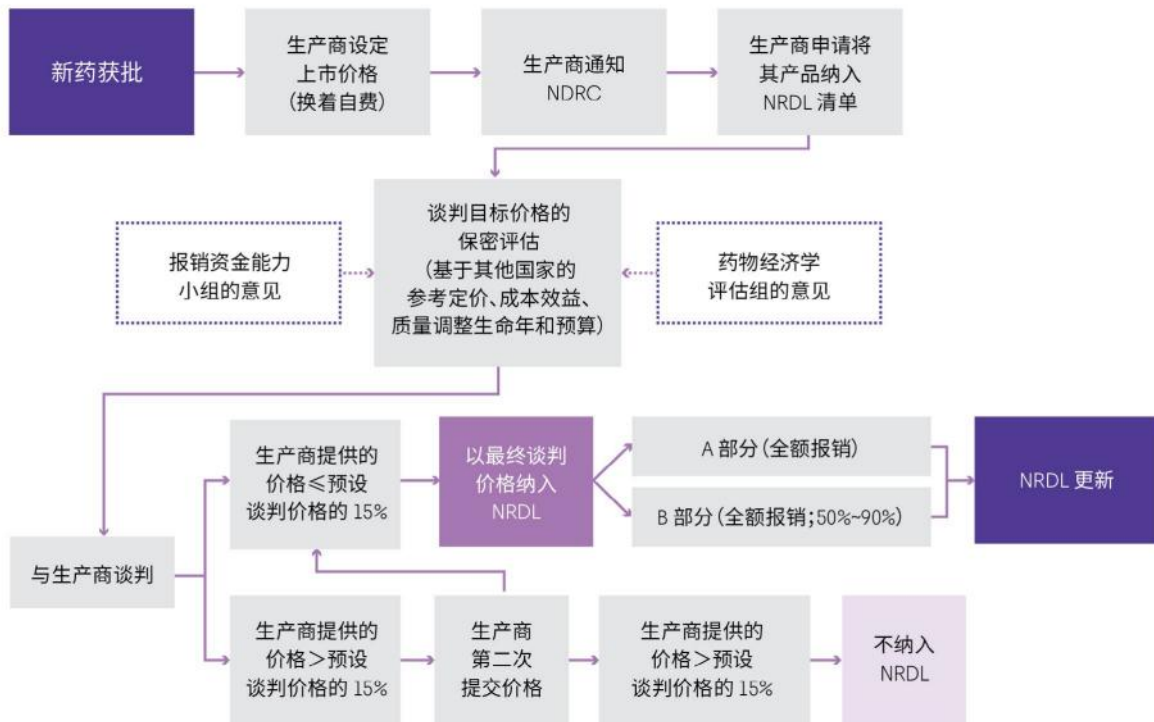 新药获批
生产商设定
上市价格
(换着自费)
生产商通知
NDRC
生产商申请将
其产品纳入
NRDL 清单
报销资金能力
小组的意见
谈判目标价格的
保密评估
(基于其他国家的
参考定价、成本效益、
质量调整生命年和预算)
药物经济学
评估组的意见
与生产商谈判
生产商提供的
价格≤预设
谈判价格的 15%
以最终谈判
价格纳入
NRDL
A 部分(全额报销)
B 部分(全额报销;50%~90%)
NRDL 更新
生产商提供的
价格>预设
谈判价格的 15%
生产商
第二次
提交价格
生产商提供的
价格>预设
谈判价格的 15%
不纳入
NRDL